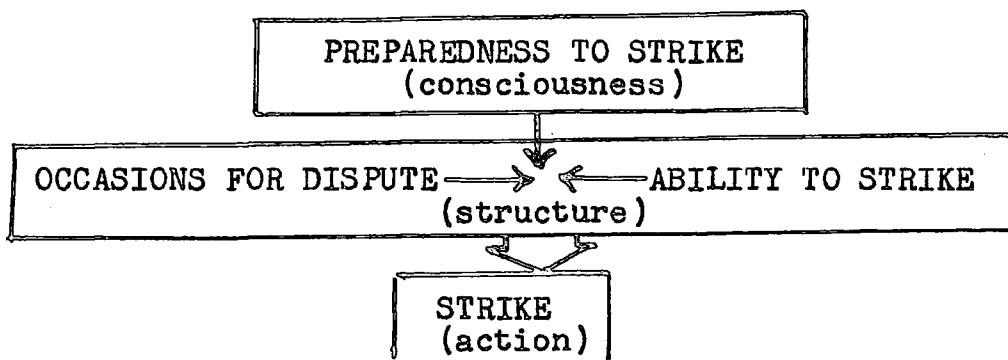 PREPAREDNESS TO STRIKE
(consciousness)
OCCASIONS FOR DISPUTE ABILITY TO STRIKE
(structure)
STRIKE
(action)